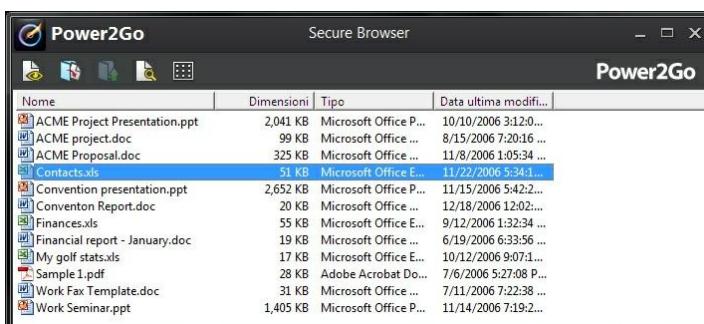 Power2Go Secure Browser
Power2Go
Nome Dimensioni Tipo Data ultima modifi...
ACME Project Presentation.ppt 2,041 KB Microsoft Office P... 10/10/2006 3:12:0...
ACME project.doc 99 KB Microsoft Office ... 8/15/2006 7:20:16 ...
ACME Proposal.doc 325 KB Microsoft Office ... 11/8/2006 1:05:34 ...
Contacts.xls 51 KB Microsoft Office E... 11/22/2006 5:34:1...
Convention presentation.ppt 2,652 KB Microsoft Office P... 11/15/2006 5:42:2...
Conventon Report.doc 20 KB Microsoft Office ... 12/18/2006 12:02:...
Finances.xls 55 KB Microsoft Office E... 9/12/2006 1:32:34 ...
Financial report - January.doc 19 KB Microsoft Office ... 6/19/2006 6:33:56 ...
My golf stats.xls 17 KB Microsoft Office E... 10/12/2006 9:07:1...
Sample 1.pdf 28 KB Adobe Acrobat Do... 7/6/2006 5:27:08 P...
Work Fax Template.doc 31 KB Microsoft Office ... 7/11/2006 7:22:38 ...
Work Seminar.ppt 1,405 KB Microsoft Office P... 11/14/2006 7:19:2...